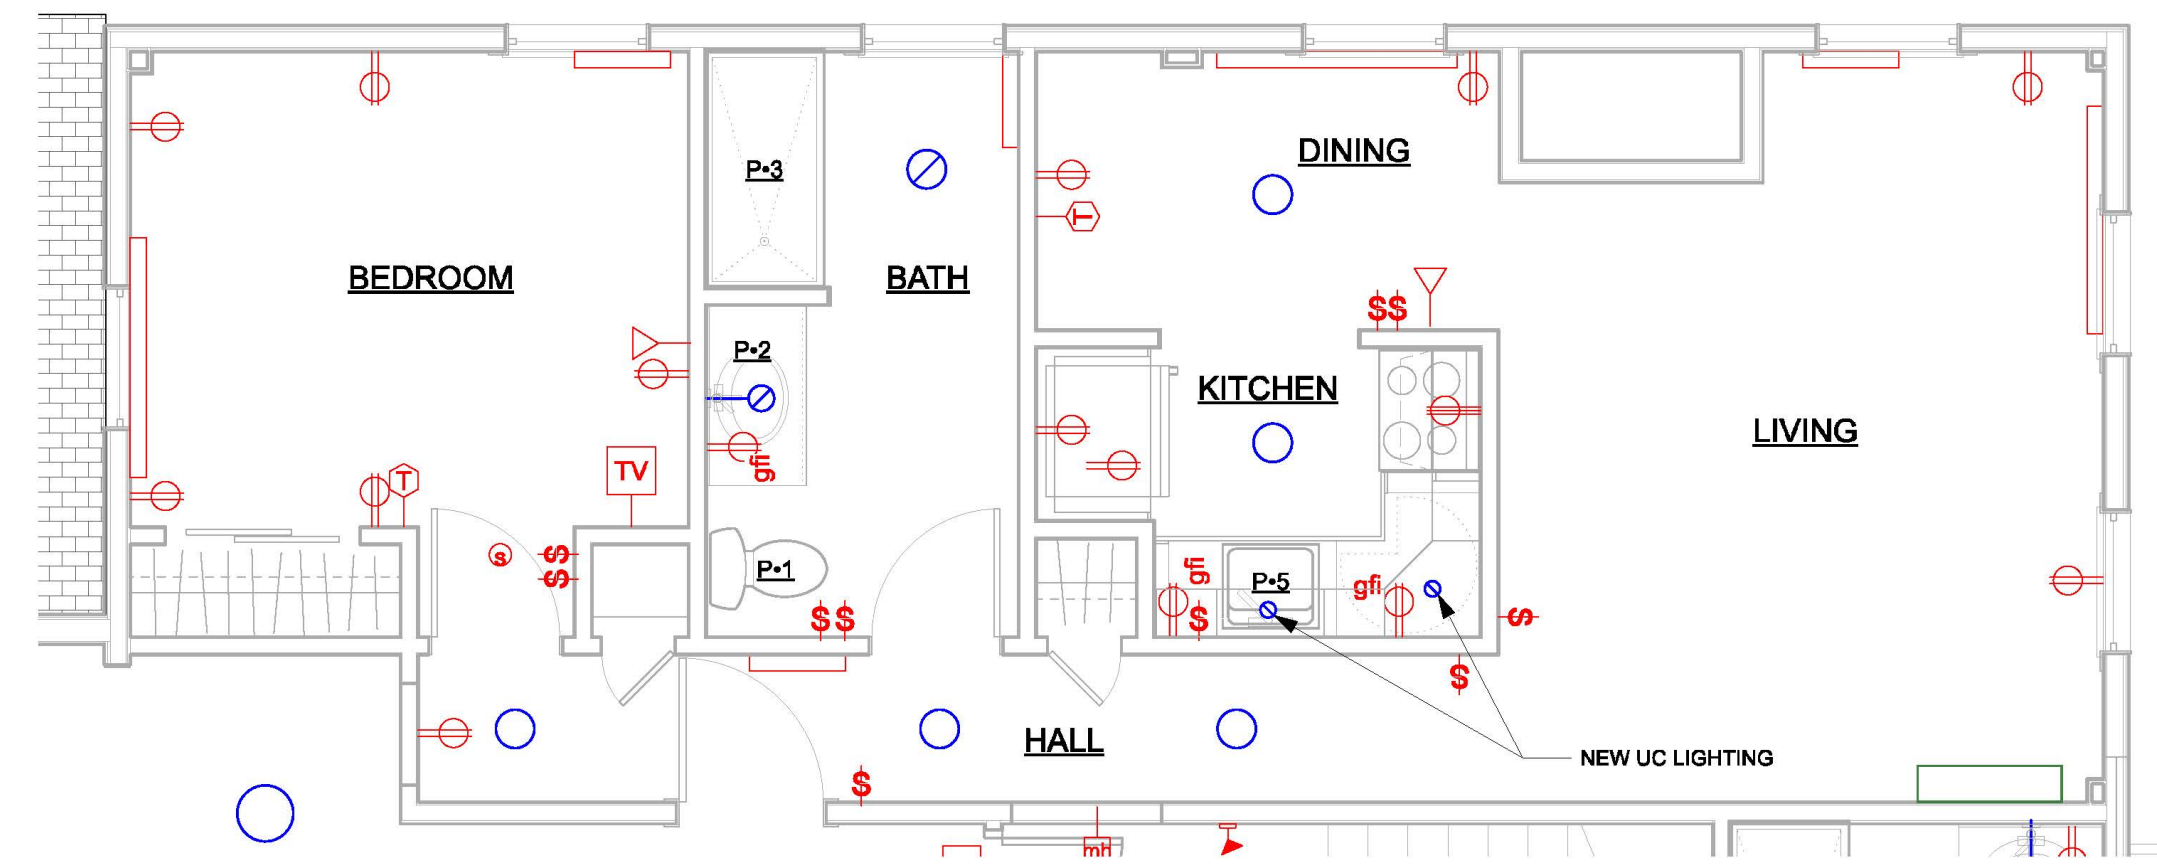 P•3
DINING
T
BEDROOM
BATH
$$
P•2
KITCHEN
LIVING
gfi
TV
T
s
$
$
P•1
gfi
P•5
gfi
$
$$
$
$
HALL
NEW UC LIGHTING
$
mh